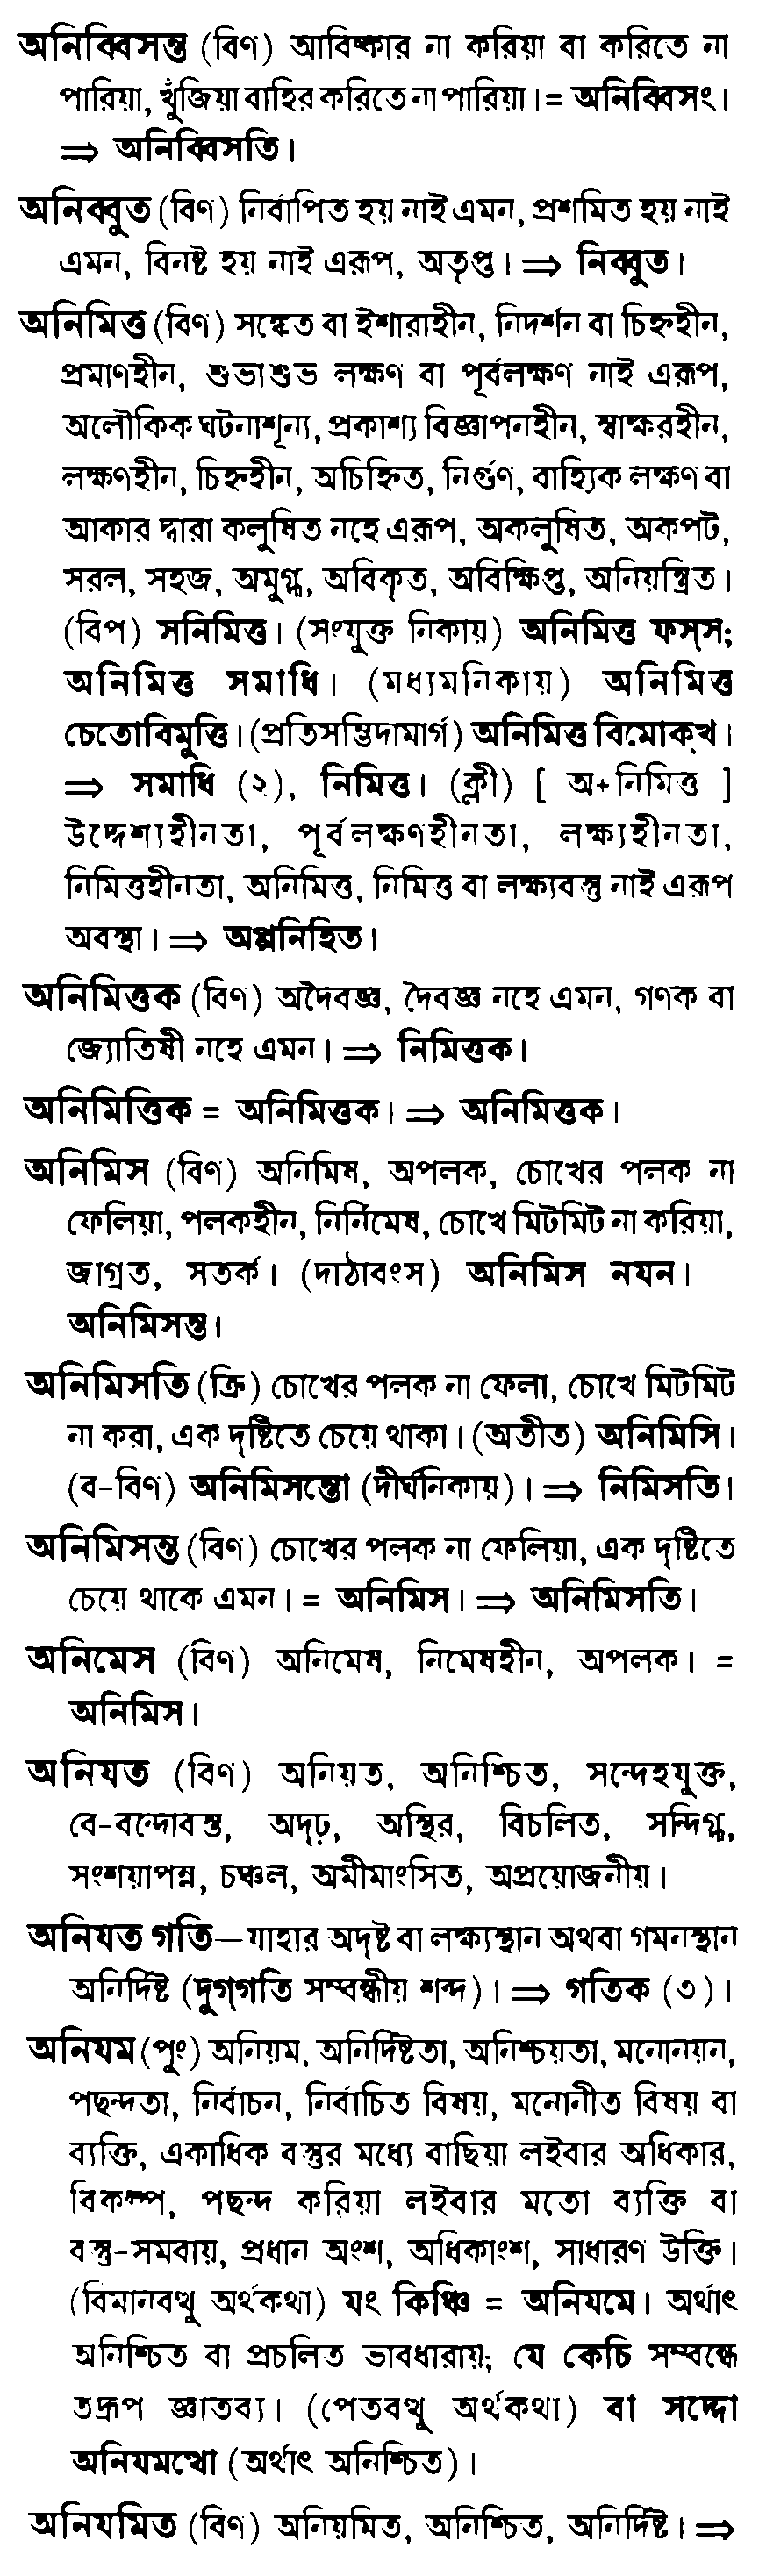 অনিব্বিসন্ত (বিণ) আবিষ্কার না করিয়া বা করিতে না
পারিয়া, খুঁজিয়া বাহির করিতে না পারিয়া। = অনিব্বিসং।
⇒ অনিব্বিসতি।
অনিব্বুত (বিণ) নির্বাপিত হয় নাই এমন, প্রশমিত হয় নাই
এমন, বিনষ্ট হয় নাই এরূপ, অতৃপ্ত। ⇒ নিব্বুত।
অনিমিত্ত (বিণ) সঙ্কেত বা ইশারাহীন, নিদর্শন বা চিহ্নহীন,
প্রমাণহীন, শুভাশুভ লক্ষণ বা পূর্বলক্ষণ নাই এরূপ,
অলৌকিক ঘটনাশূন্য, প্রকাশ্য বিজ্ঞাপনহীন, স্বাক্ষরহীন,
লক্ষণহীন, চিহ্নহীন, অচিহ্নিত, নির্গুণ, বাহ্যিক লক্ষণ বা
আকার দ্বারা কলুষিত নহে এরূপ, অকলুষিত, অকপট,
সরল, সহজ, অমুগ্ধ, অবিকৃত, অবিক্ষিপ্ত, অনিয়ন্ত্রিত।
(বিপ) সনিমিত্ত। (সংযুক্ত নিকায়) অনিমিত্ত ফস্স;
অনিমিত্ত সমাধি। (মধ্যমনিকায়) অনিমিত্ত
চেতোবিমুত্তি। (প্রতিসম্ভিদামার্গ) অনিমিত্ত বিমোক্খ।
⇒ সমাধি (২), নিমিত্ত। (ক্লী) [ অ+নিমিত্ত ]
উদ্দেশ্যহীনতা, পূর্বলক্ষণহীনতা, লক্ষ্যহীনতা,
নিমিত্তহীনতা, অনিমিত্ত, নিমিত্ত বা লক্ষ্যবস্তু নাই এরূপ
অবস্থা। ⇒ অপ্পনিহিত।
অনিমিত্তক (বিণ) অদৈবজ্ঞ, দৈবজ্ঞ নহে এমন, গণক বা
জ্যোতিষী নহে এমন। ⇒ নিমিত্তক।
অনিমিত্তিক = অনিমিত্তক। ⇒ অনিমিত্তক।
অনিমিস (বিণ) অনিমিষ, অপলক, চোখের পলক না
ফেলিয়া, পলকহীন, নির্নিমেষ, চোখে মিটমিট না করিয়া,
জাগ্রত, সতর্ক। (দাঠাবংস) অনিমিস নযন।
অনিমিসন্ত।
অনিমিসতি (ক্রি) চোখের পলক না ফেলা, চোখে মিটমিট
না করা, এক দৃষ্টিতে চেয়ে থাকা। (অতীত) অনিমিসি।
(ব-বিণ) অনিমিসন্তো (দীর্ঘনিকায়)। ⇒ নিমিসতি।
অনিমিসন্ত (বিণ) চোখের পলক না ফেলিয়া, এক দৃষ্টিতে
চেয়ে থাকে এমন। = অনিমিস। ⇒ অনিমিসতি।
অনিমেস (বিণ) অনিমেষ, নিমেষহীন, অপলক। =
অনিমিস।
অনিযত (বিণ) অনিয়ত, অনিশ্চিত, সন্দেহযুক্ত,
বে-বন্দোবস্ত, অদৃঢ়, অস্থির, বিচলিত, সন্দিগ্ধ,
সংশয়াপন্ন, চঞ্চল, অমীমাংসিত, অপ্রয়োজনীয়।
অনিযত গতি—যাহার অদৃষ্ট বা লক্ষ্যস্থান অথবা গমনস্থান
অনির্দিষ্ট (দুগ্গতি সম্বন্ধীয় শব্দ)। ⇒ গতিক (৩)।
অনিযম (পুং) অনিয়ম, অনির্দিষ্টতা, অনিশ্চয়তা, মনোনয়ন,
পছন্দতা, নির্বাচন, নির্বাচিত বিষয়, মনোনীত বিষয় বা
ব্যক্তি, একাধিক বস্তুর মধ্যে বাছিয়া লইবার অধিকার,
বিকল্প, পছন্দ করিয়া লইবার মতো ব্যক্তি বা
বস্তু-সমবায়, প্রধান অংশ, অধিকাংশ, সাধারণ উক্তি।
(বিমানবত্থু অর্থকথা) যং কিঞ্চি = অনিযমে। অর্থাৎ
অনিশ্চিত বা প্রচলিত ভাবধারায়; যে কেচি সম্বন্ধে
তদ্রূপ জ্ঞাতব্য। (পেতবত্থু অর্থকথা) বা সদ্দো
অনিযমত্থো (অর্থাৎ অনিশ্চিত)।
অনিযমিত (বিণ) অনিয়মিত, অনিশ্চিত, অনির্দিষ্ট। ⇒